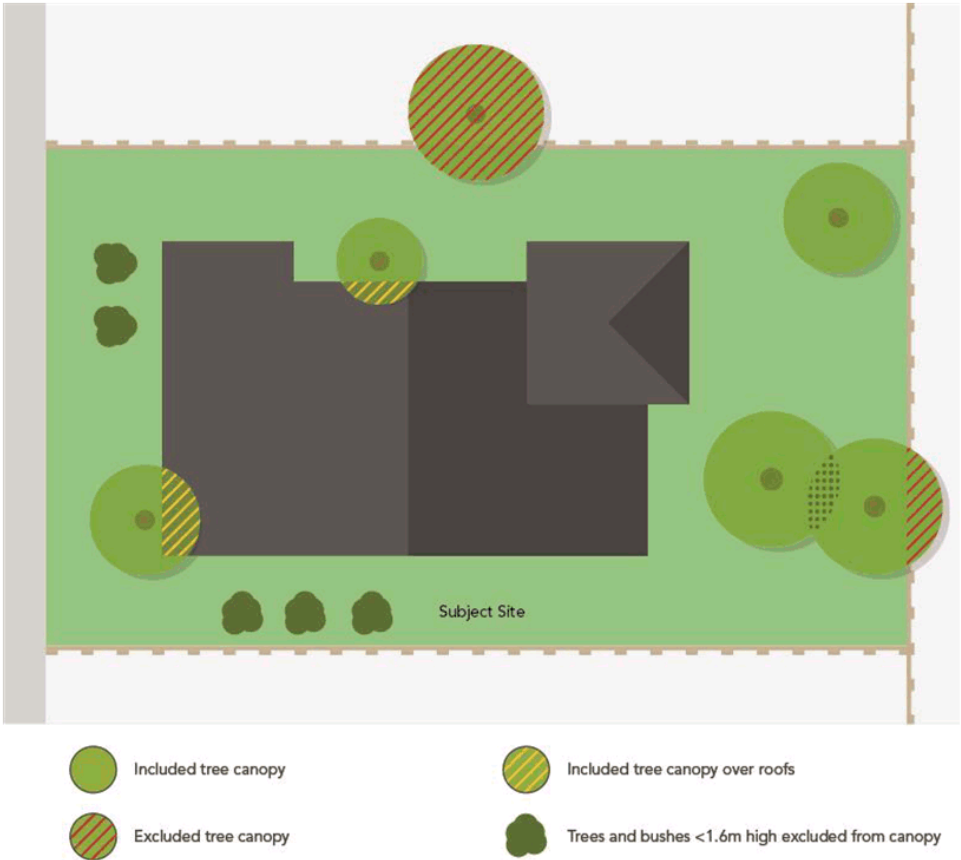 Subject Site
Included tree canopy
Included tree canopy over roofs
Excluded tree canopy
Trees and bushes <1.6m high excluded from canopy